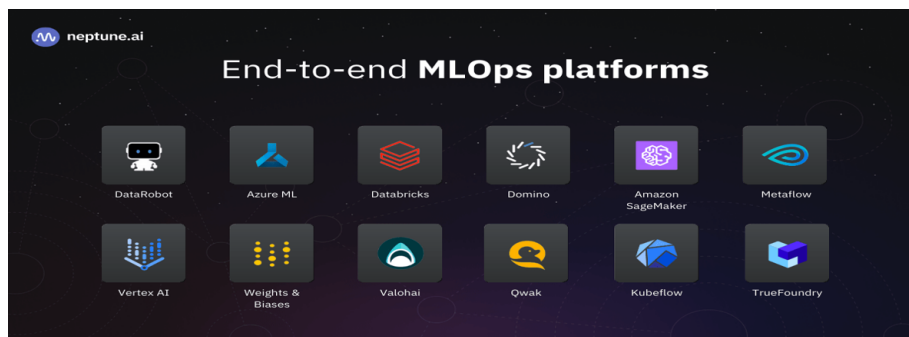 neptune.ai
End-to-end MLOps platforms
DataRobot
Azure ML
Databricks
Domino
Amazon
SageMaker
Metaflow
Vertex AI
Weights &
Biases
Valohai
Qwak
Kubeflow
TrueFoundry